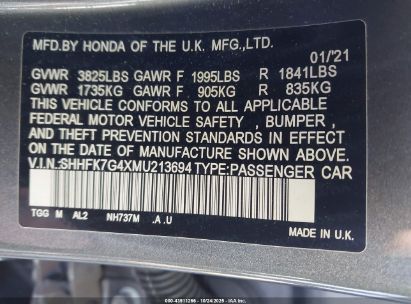 MFD.BY HONDA OF THE U.K. MFG.,LTD.
01/21
GVWR 3825LBS GAWR F 1995LBS R 1841LBS
GVWR 1735KG GAWR F 905KG R 835KG
THIS VEHICLE CONFORMS TO ALL APPLICABLE
FEDERAL MOTOR VEHICLE SAFETY , BUMPER ,
AND THEFT PREVENTION STANDARDS IN EFFECT ON
THE DATE OF MANUFACTURE SHOWN ABOVE.
V.I.N:SHHFK7G4XMU213694 TYPE:PASSENGER CAR
TGG M AL2 NH737M .A .U
MADE IN U.K.